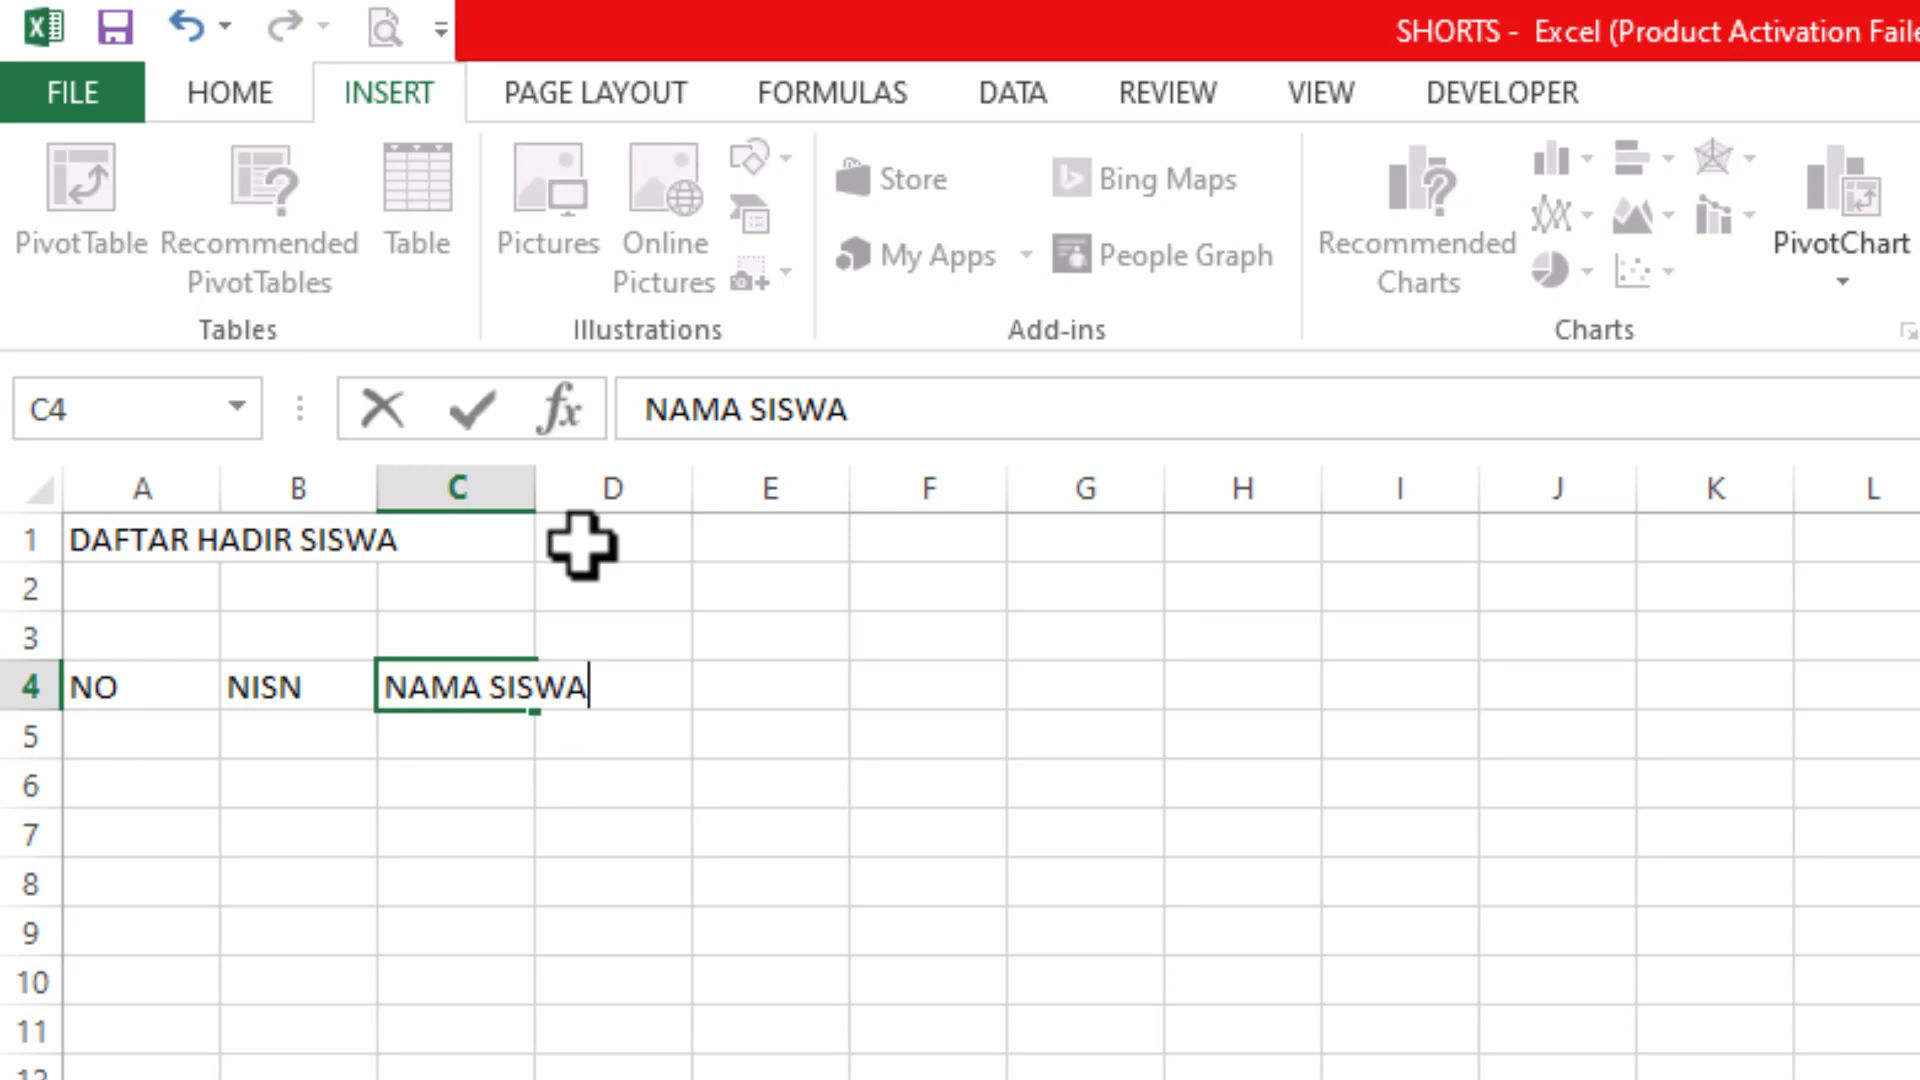 SHORTS - Excel (Product Activation Faile
FILE HOME INSERT PAGE LAYOUT FORMULAS DATA REVIEW VIEW DEVELOPER
PivotTable
Recommended
PivotTables
Table
Tables
Pictures
Online
Pictures
Illustrations
Store
My Apps
Bing Maps
People Graph
Add-ins
Recommended
Charts
PivotChart
Charts
C4
fx
NAMA SISWA
A B C D E F G H I J K L
1 DAFTAR HADIR SISWA
2
3
4 NO NISN NAMA SISWA
5
6
7
8
9
10
11
12